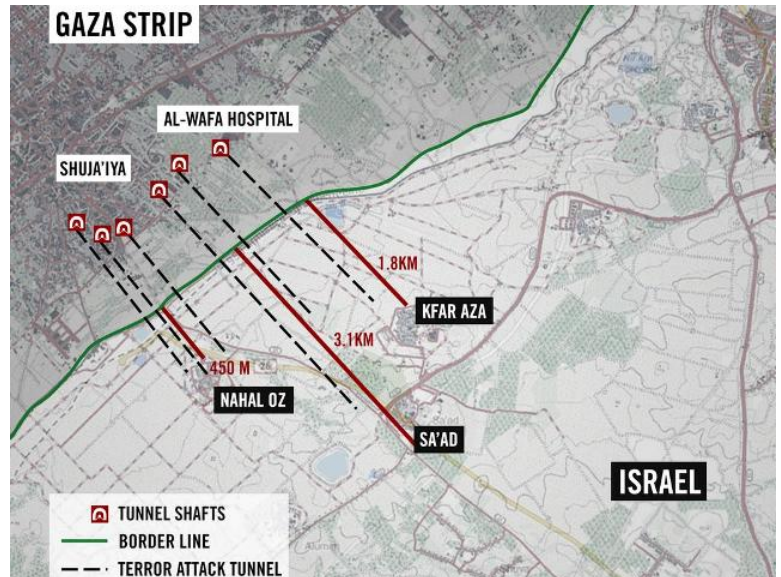 GAZA STRIP
AL-WAFA HOSPITAL
SHUJA'IYA
1.8KM
KFAR AZA
3.1KM
450 M
NAHAL OZ
SA'AD
ISRAEL
TUNNEL SHAFTS
BORDER LINE
TERROR ATTACK TUNNEL